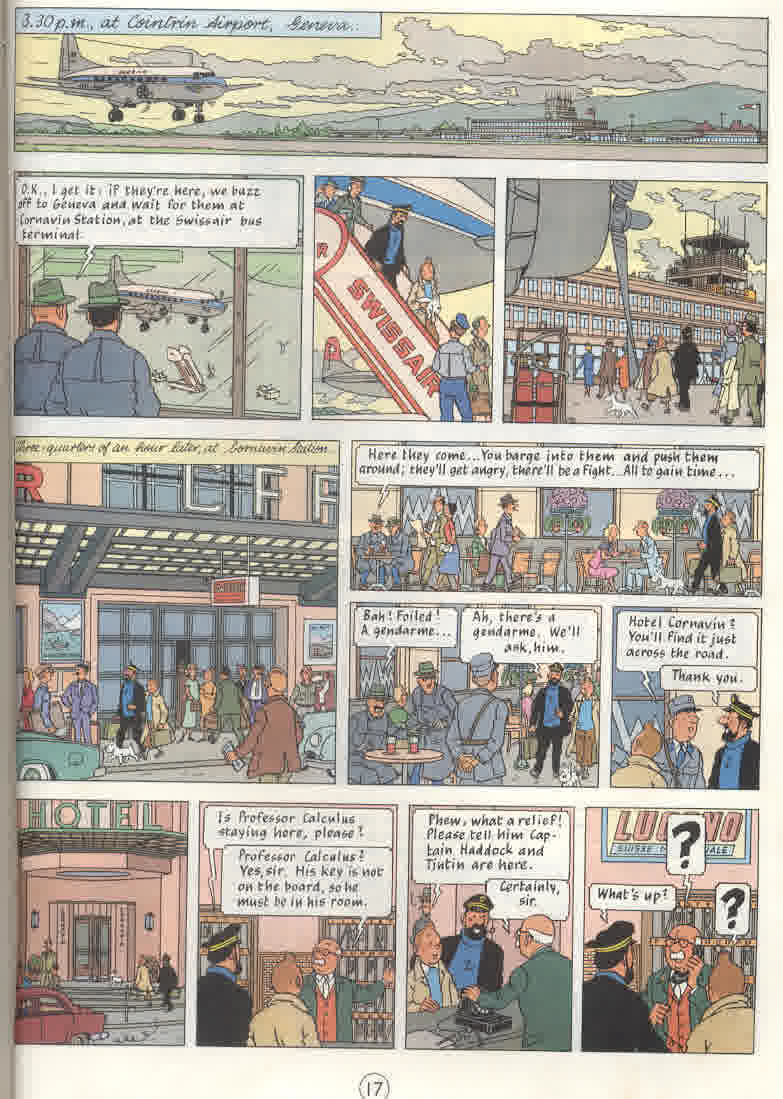 3.30 p.m., at Cointrin Airport, Geneva..
O.K., I get it: if they're here, we buzz
off to Geneva and wait for them at
Cornavin Station, at the Swissair bus
terminal.
SWISSAIR
Three-quarters of an hour later, at Cornavin Station...
Here they come...You barge into them and push them
around; they'll get angry, there'll be a fight...All to gain time...
Bah! Foiled!
A gendarme...
Ah, there's a
gendarme. We'll
ask him.
Hotel Cornavin?
You'll find it just
across the road.
Thank you.
HOTEL
Is Professor Calculus
staying here, please?
Professor Calculus?
Yes, sir. His key is not
on the board, so he
must be in his room.
Phew, what a relief!
Please tell him Cap-
tain Haddock and
Tintin are here.
Certainly,
sir.
What's up?
?
?
SUISSE
17